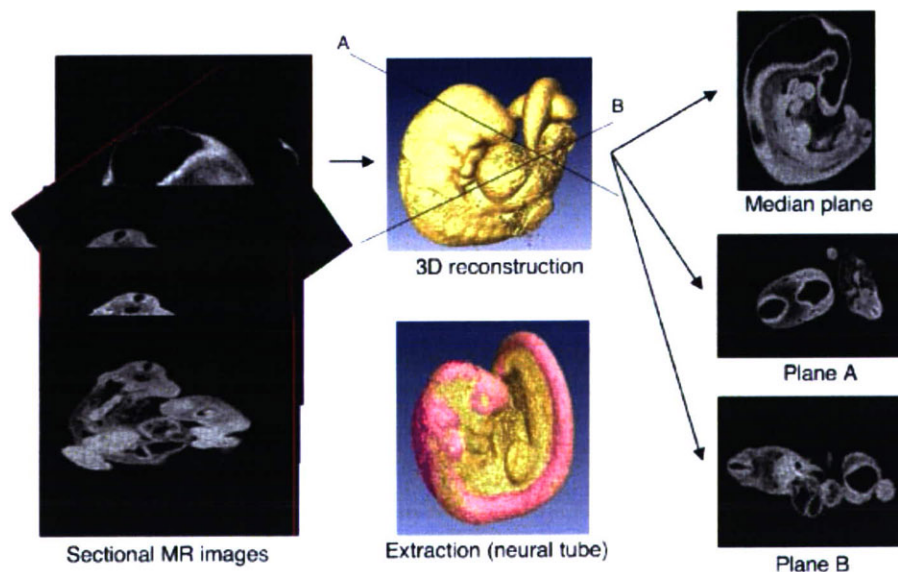 A
B
3D reconstruction
Median plane
Plane A
Sectional MR images
Extraction (neural tube)
Plane B